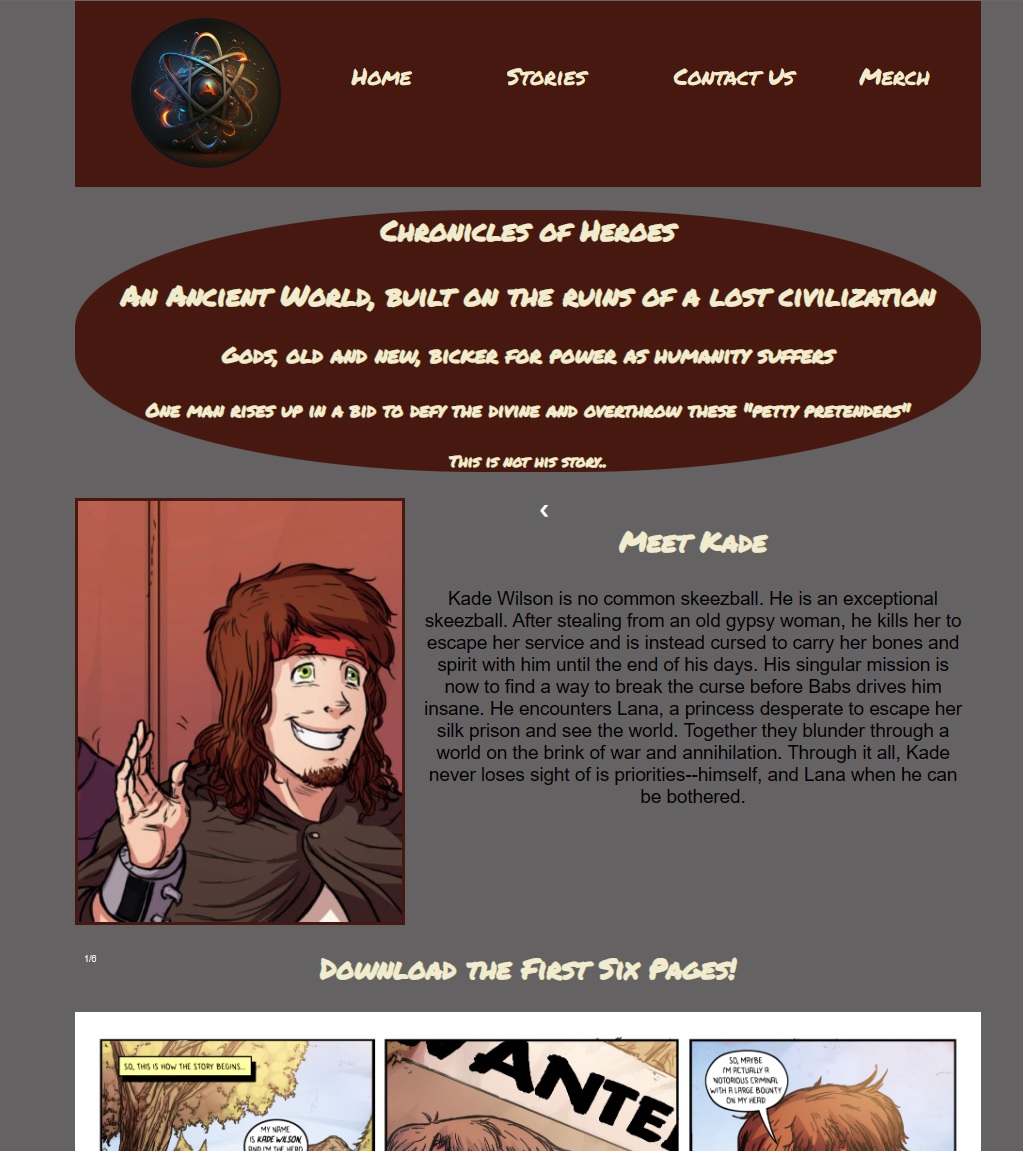 A
Home Stories Contact Us Merch
Chronicles of Heroes
An Ancient World, built on the ruins of a lost civilization
Gods, old and new, bicker for power as humanity suffers
One man rises up in a bid to defy the divine and overthrow these "petty pretenders"
This is not his story..
‹
Meet Kade
Kade Wilson is no common skeezball. He is an exceptional
skeezball. After stealing from an old gypsy woman, he kills her to
escape her service and is instead cursed to carry her bones and
spirit with him until the end of his days. His singular mission is
now to find a way to break the curse before Babs drives him
insane. He encounters Lana, a princess desperate to escape her
silk prison and see the world. Together they blunder through a
world on the brink of war and annihilation. Through it all, Kade
never loses sight of is priorities--himself, and Lana when he can
be bothered.
1/6
Download the First Six Pages!
SO, THIS IS HOW THE STORY BEGINS...
MY NAME
IS KADE WILSON,
AND I'M THE HERO
WANTE
SO, MAYBE
I'M ACTUALLY A
NOTORIOUS CRIMINAL
WITH A LARGE BOUNTY
ON MY HEAD